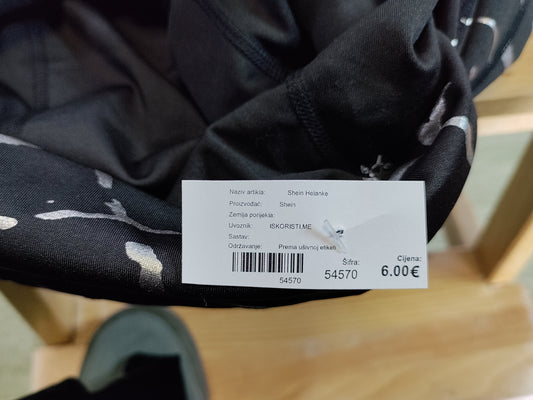 Naziv artikla: Shein Helanke
Proizvođač: Shein
Zemlja porijekla:
Uvoznik: ISKORISTI.ME
Sastav:
Održavanje: Prema ušivnoj etiketi
Šifra: Cijena:
54570 6.00€
54570